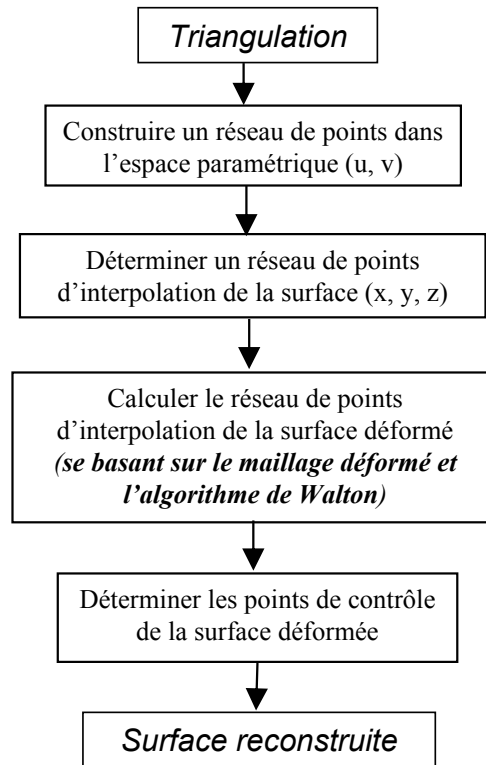 Triangulation
Construire un réseau de points dans
l'espace paramétrique (u, v)
Déterminer un réseau de points
d'interpolation de la surface (x, y, z)
Calculer le réseau de points
d'interpolation de la surface déformé
(se basant sur le maillage déformé et
l'algorithme de Walton)
Déterminer les points de contrôle
de la surface déformée
Surface reconstruite